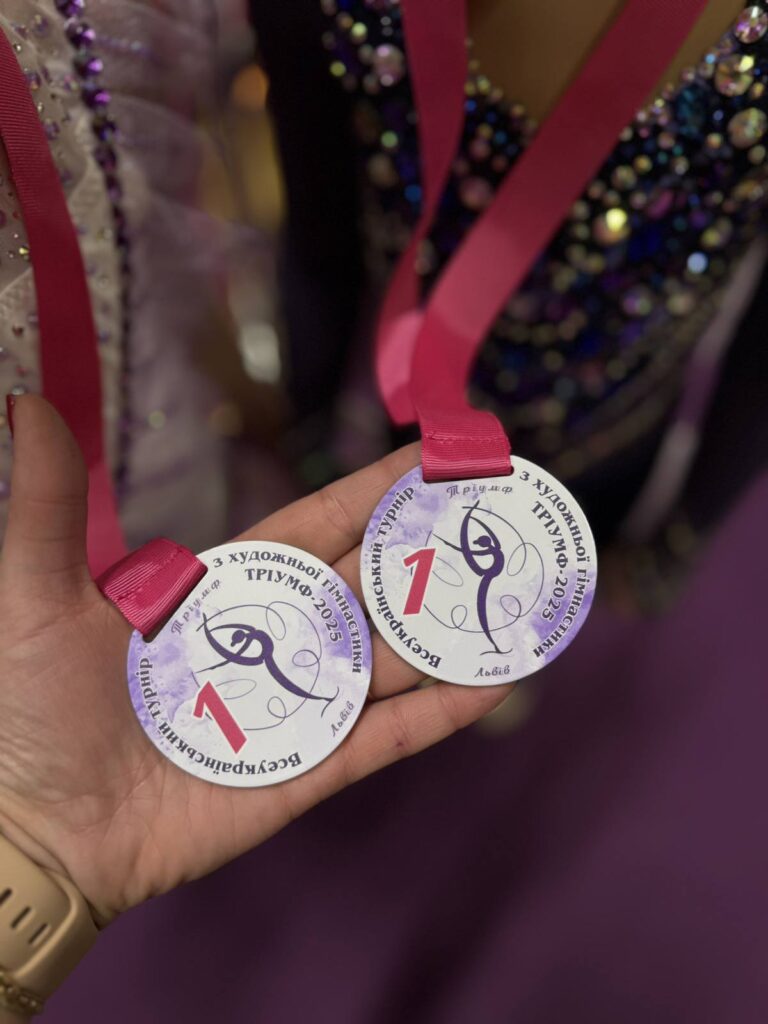 Тріумф
Всеукраїнський турнір
з художньої гімнастики
ТРІУМФ-2025
1
Львів
Тріумф
Всеукраїнський турнір
з художньої гімнастики
ТРІУМФ-2025
1
Львів